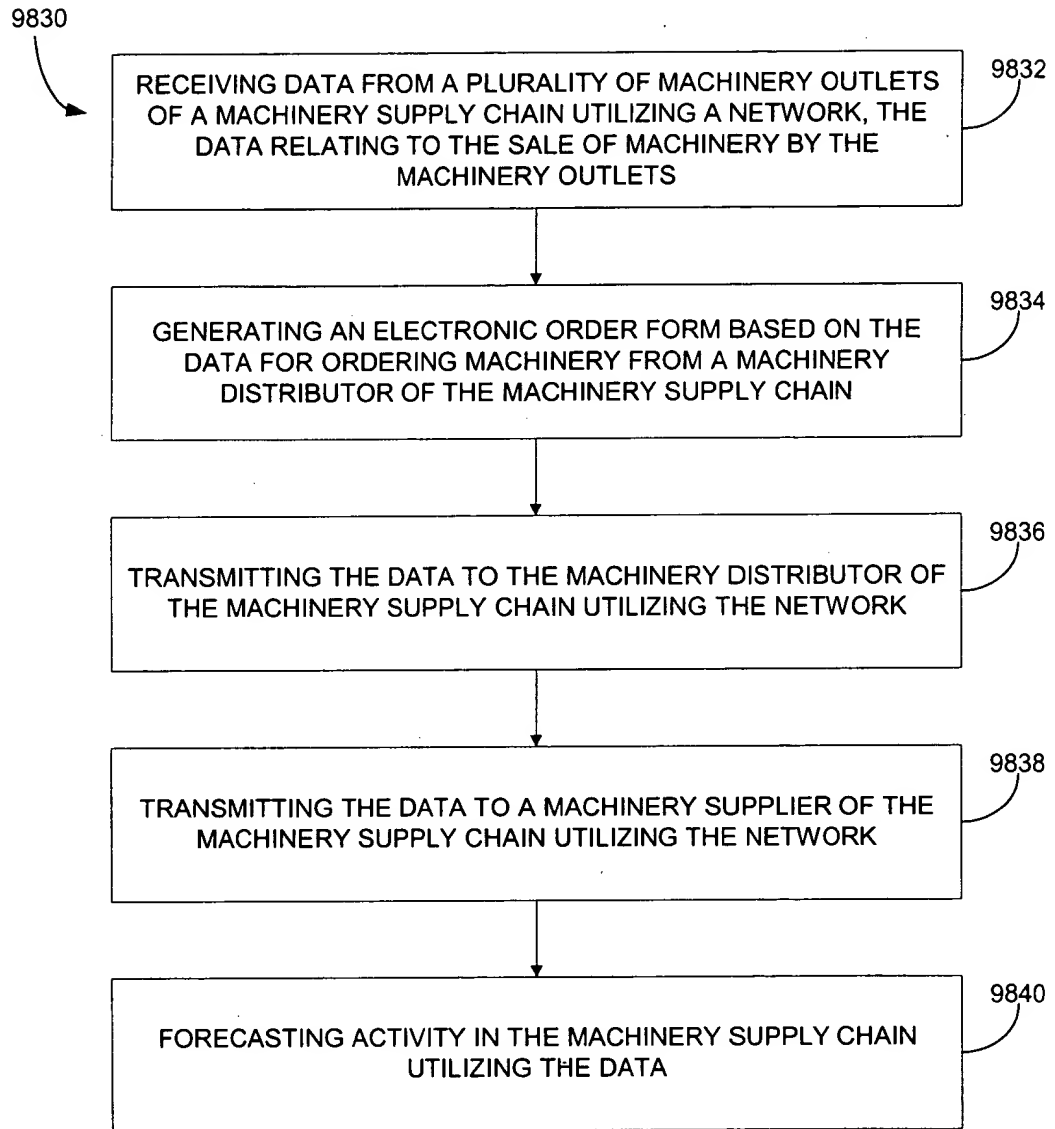 9830
9832
RECEIVING DATA FROM A PLURALITY OF MACHINERY OUTLETS
OF A MACHINERY SUPPLY CHAIN UTILIZING A NETWORK, THE
DATA RELATING TO THE SALE OF MACHINERY BY THE
MACHINERY OUTLETS
9834
GENERATING AN ELECTRONIC ORDER FORM BASED ON THE
DATA FOR ORDERING MACHINERY FROM A MACHINERY
DISTRIBUTOR OF THE MACHINERY SUPPLY CHAIN
9836
TRANSMITTING THE DATA TO THE MACHINERY DISTRIBUTOR OF
THE MACHINERY SUPPLY CHAIN UTILIZING THE NETWORK
9838
TRANSMITTING THE DATA TO A MACHINERY SUPPLIER OF THE
MACHINERY SUPPLY CHAIN UTILIZING THE NETWORK
9840
FORECASTING ACTIVITY IN THE MACHINERY SUPPLY CHAIN
UTILIZING THE DATA